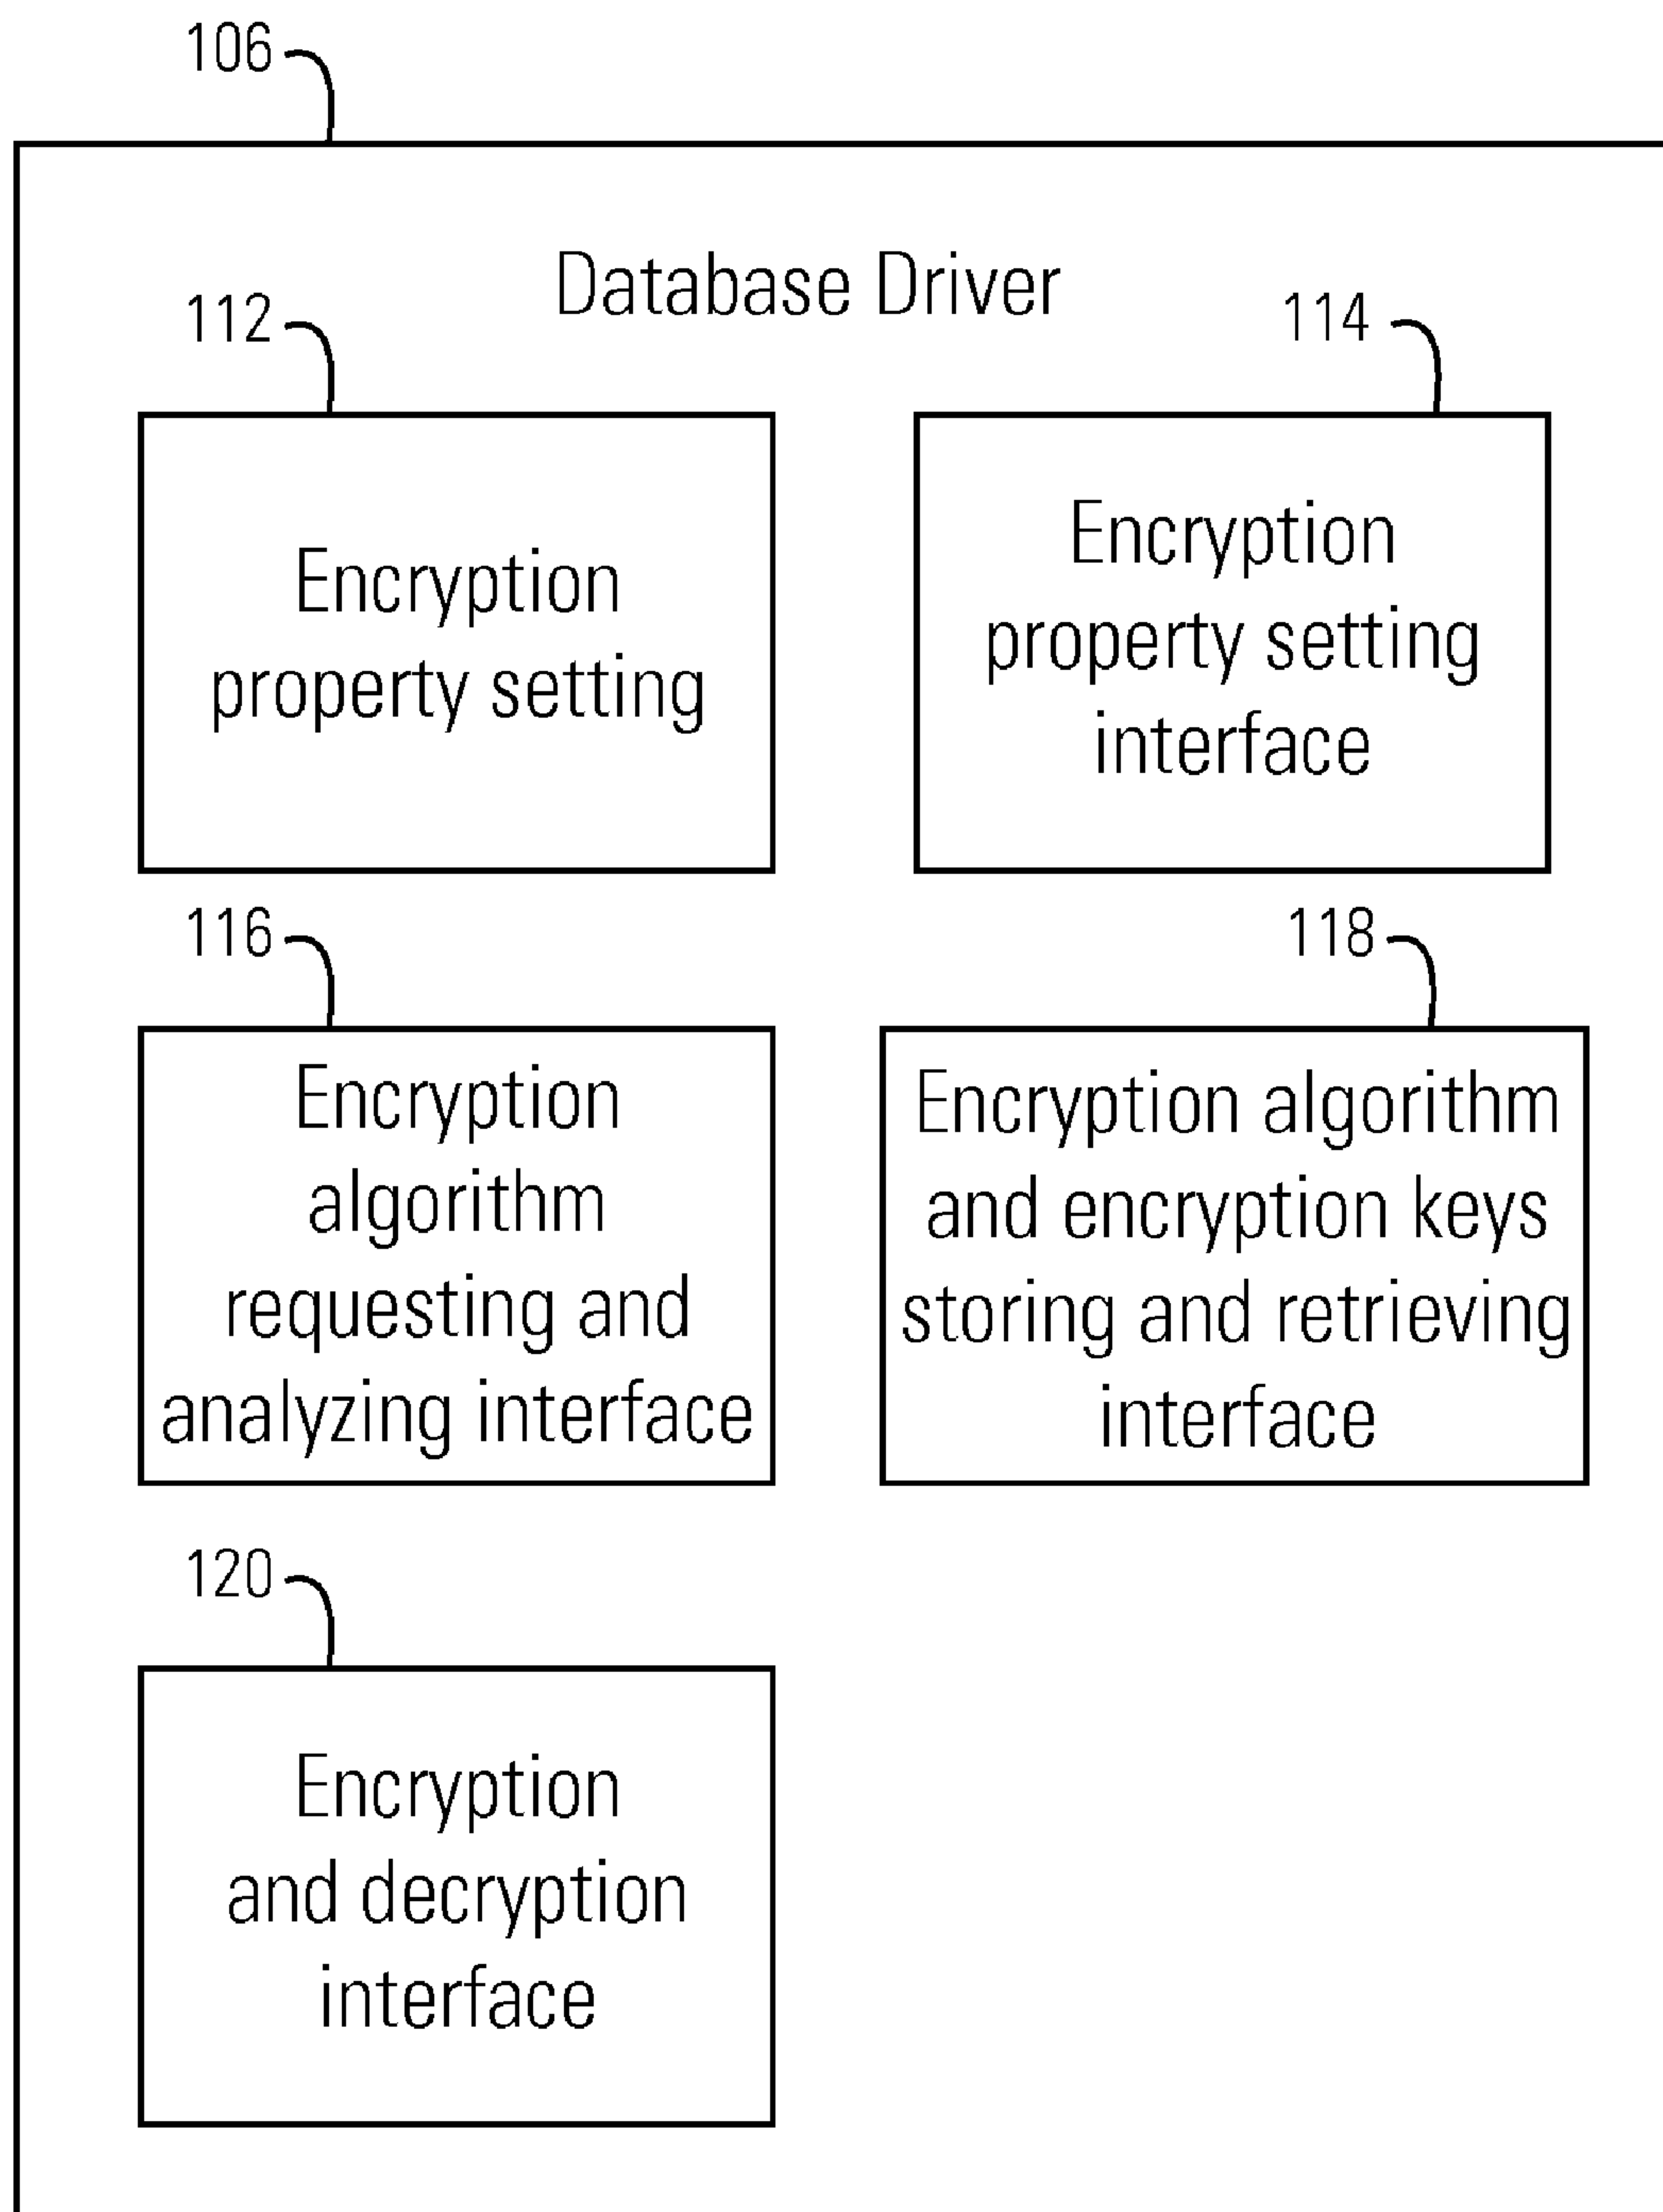 106
Database Driver
112
114
Encryption
property setting
Encryption
property setting
interface
116
118
Encryption
algorithm
requesting and
analyzing interface
Encryption algorithm
and encryption keys
storing and retrieving
interface
120
Encryption
and decryption
interface